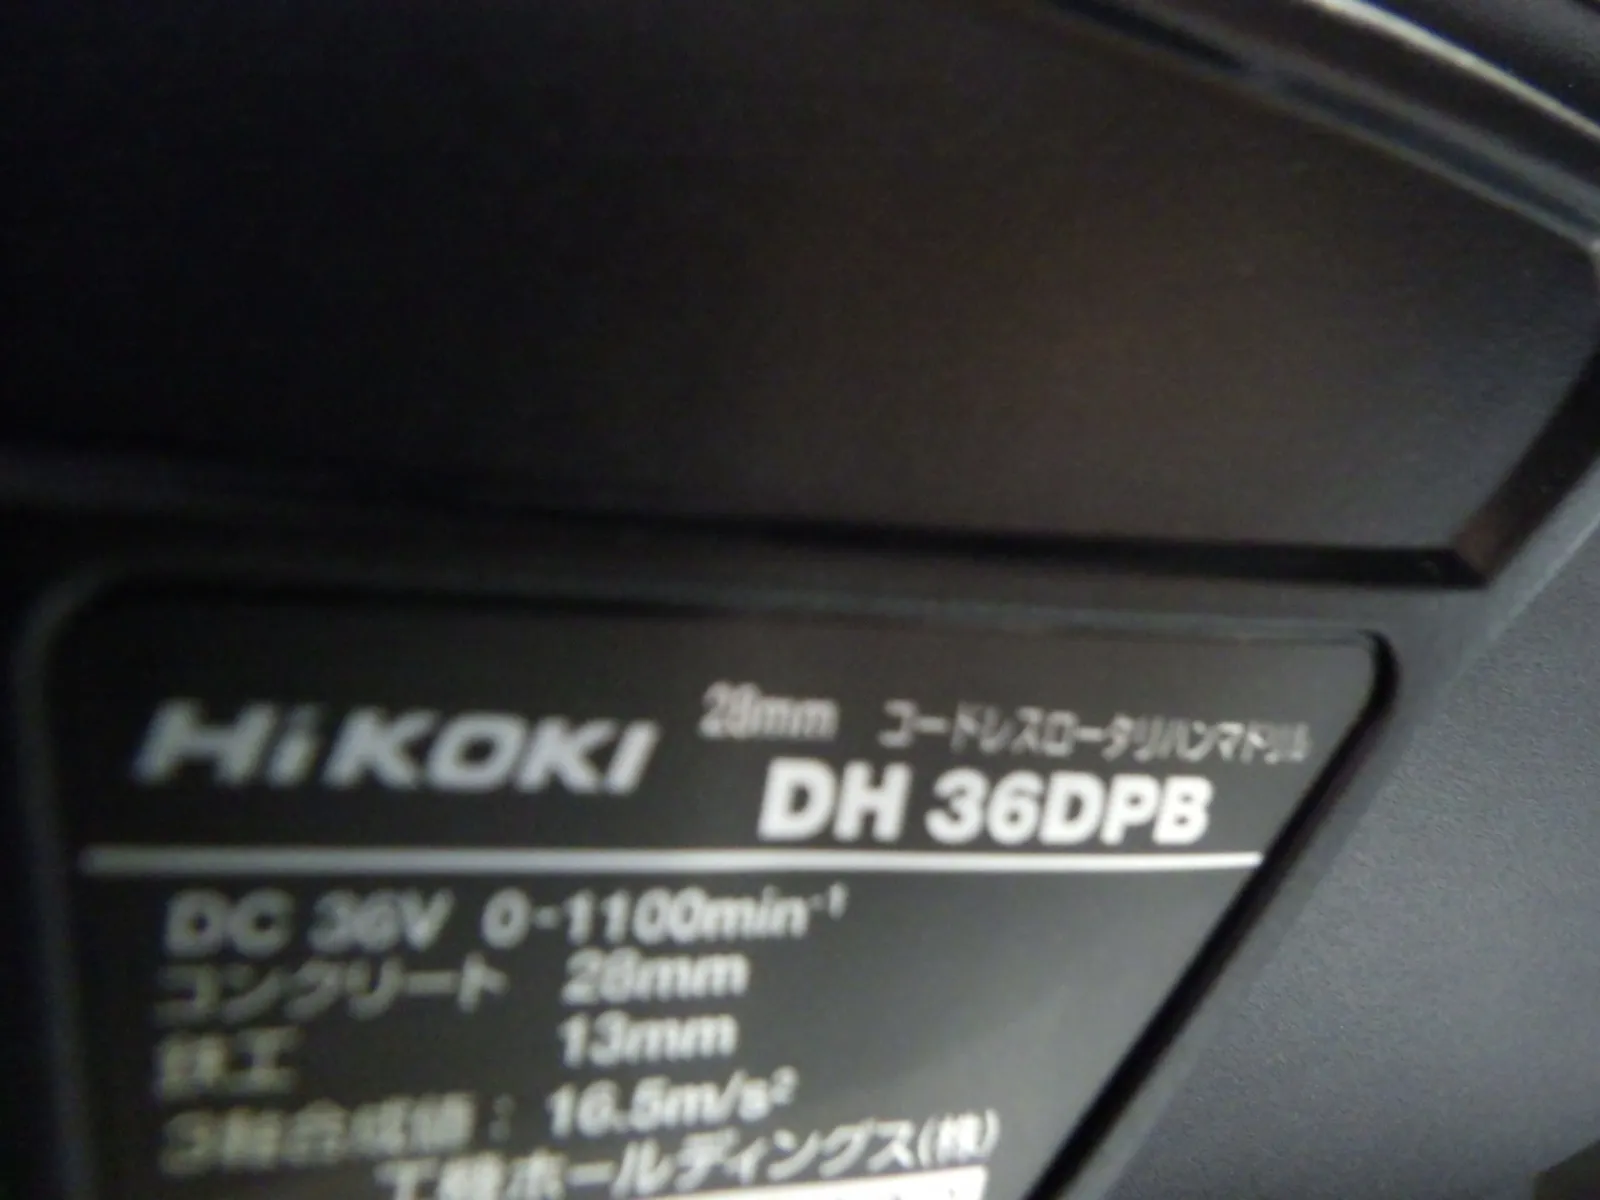 HiKOKI
28mm コードレスロータリハンマドリル
DH 36DPB
DC 36V 0-1100min⁻¹
コンクリート 28mm
鉄工 13mm
3軸合成値： 16.5m/s²
工機ホールディングス(株)